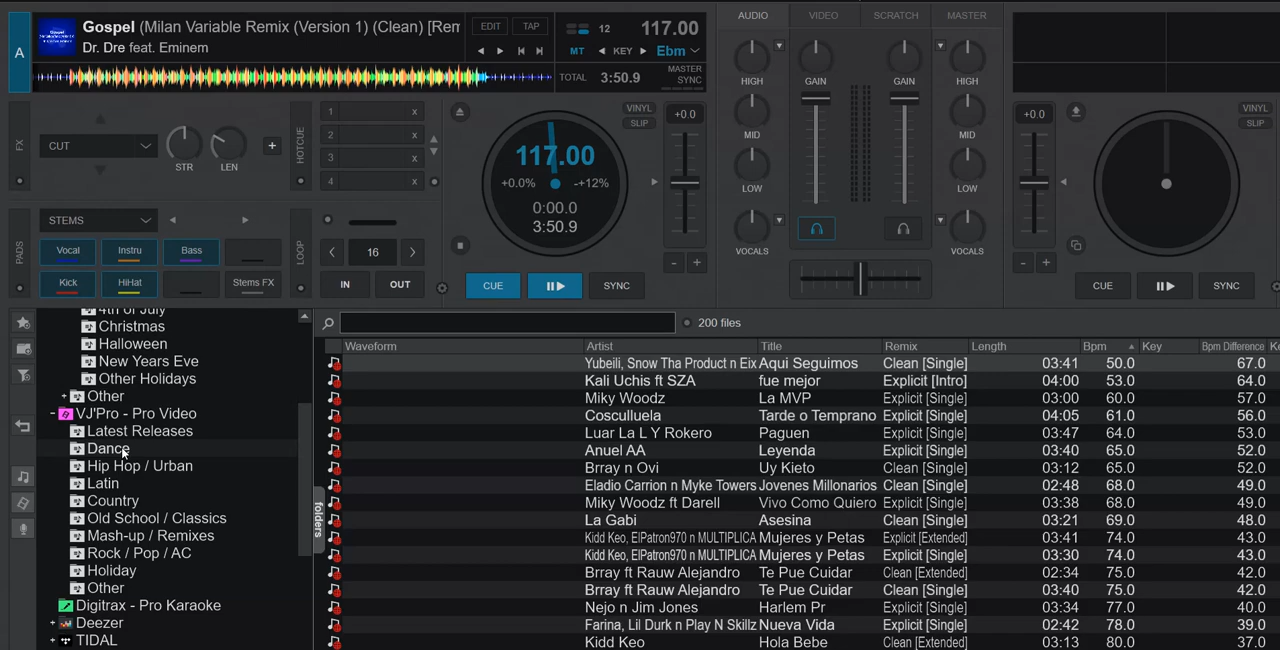 A
Gospel (Milan Variable Remix (Version 1) (Clean) [Rem
Dr. Dre feat. Eminem
EDIT TAP
12 117.00
MT KEY Ebm
TOTAL 3:50.9 MASTER SYNC
AUDIO VIDEO SCRATCH MASTER
HIGH GAIN GAIN HIGH
MID MID
LOW LOW
VOCALS VOCALS
FX
CUT
STR LEN
+
HOTCUE
1 x
2 x
3 x
4 x
VINYL
SLIP
+0.0
117.00
+0.0% -+12%
0:00.0
3:50.9
- +
PADS
STEMS
Vocal Instru Bass
Kick HiHat Stems FX
LOOP
16
IN OUT
CUE SYNC
+0.0
VINYL
SLIP
- +
CUE SYNC
4th of July
Christmas
Halloween
New Years Eve
Other Holidays
+ Other
- VJ'Pro - Pro Video
Latest Releases
Dance
Hip Hop / Urban
Latin
Country
Old School / Classics
Mash-up / Remixes
Rock / Pop / AC
Holiday
Other
Digitrax - Pro Karaoke
+ Deezer
+ TIDAL
folders
200 files
Waveform Artist Title Remix Length Bpm Key Bpm Difference Ke
Yubeili, Snow Tha Product n Eix Aqui Seguimos Clean [Single] 03:41 50.0 67.0
Kali Uchis ft SZA fue mejor Explicit [Intro] 04:00 53.0 64.0
Miky Woodz La MVP Explicit [Single] 03:00 60.0 57.0
Cosculluela Tarde o Temprano Explicit [Single] 04:05 61.0 56.0
Luar La L Y Rokero Paguen Explicit [Single] 03:47 64.0 53.0
Anuel AA Leyenda Explicit [Single] 03:40 65.0 52.0
Brray n Ovi Uy Kieto Clean [Single] 03:12 65.0 52.0
Eladio Carrion n Myke Towers Jovenes Millonarios Clean [Single] 02:48 68.0 49.0
Miky Woodz ft Darell Vivo Como Quiero Explicit [Single] 03:38 68.0 49.0
La Gabi Asesina Clean [Single] 03:21 69.0 48.0
Kidd Keo, ElPatron970 n MULTIPLICA Mujeres y Petas Explicit [Extended] 03:41 74.0 43.0
Kidd Keo, ElPatron970 n MULTIPLICA Mujeres y Petas Explicit [Single] 03:30 74.0 43.0
Brray ft Rauw Alejandro Te Pue Cuidar Clean [Extended] 02:34 75.0 42.0
Brray ft Rauw Alejandro Te Pue Cuidar Clean [Single] 03:40 75.0 42.0
Nejo n Jim Jones Harlem Pr Explicit [Single] 03:34 77.0 40.0
Farina, Lil Durk n Play N Skillz Nueva Vida Explicit [Single] 02:42 78.0 39.0
Kidd Keo Hola Bebe Clean [Extended] 03:13 80.0 37.0